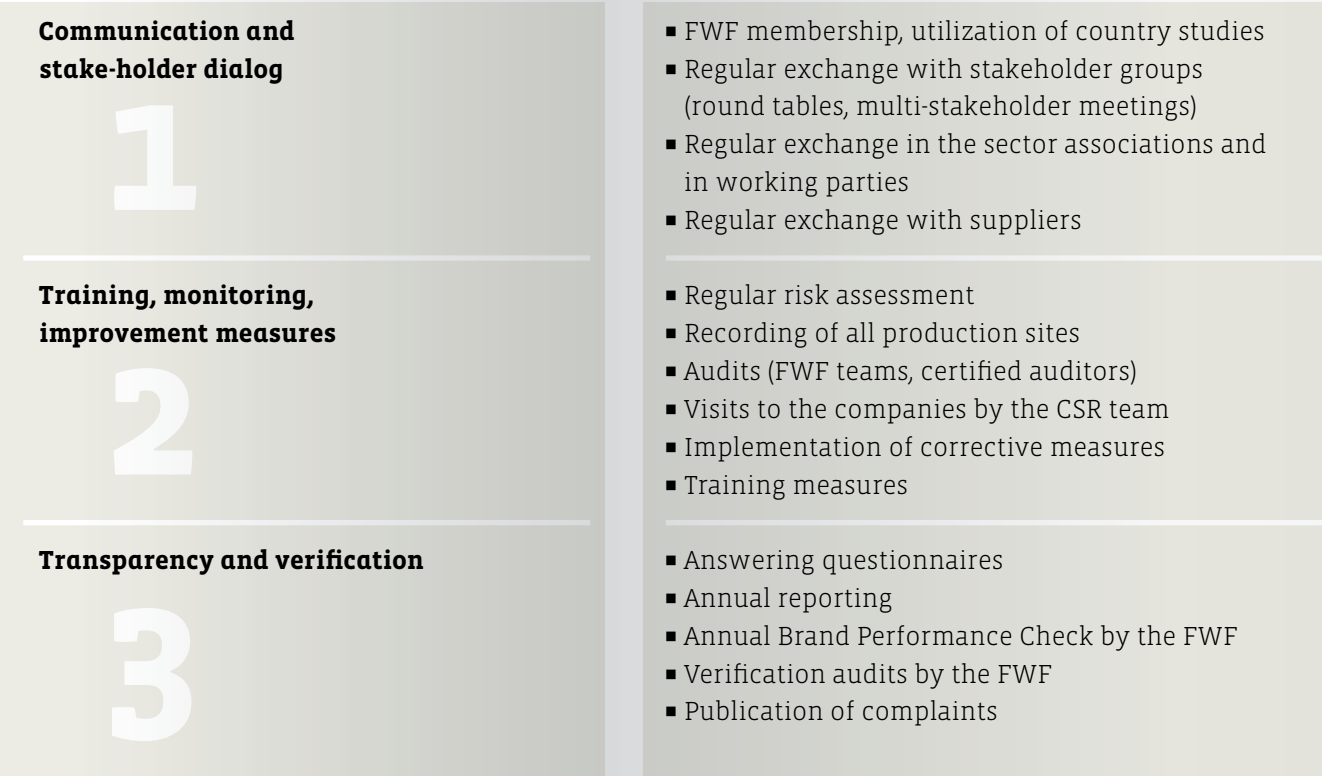 Communication and
stake-holder dialog
1
■ FWF membership, utilization of country studies
■ Regular exchange with stakeholder groups
(round tables, multi-stakeholder meetings)
■ Regular exchange in the sector associations and
in working parties
■ Regular exchange with suppliers
Training, monitoring,
improvement measures
2
■ Regular risk assessment
■ Recording of all production sites
■ Audits (FWF teams, certified auditors)
■ Visits to the companies by the CSR team
■ Implementation of corrective measures
■ Training measures
Transparency and verification
3
■ Answering questionnaires
■ Annual reporting
■ Annual Brand Performance Check by the FWF
■ Verification audits by the FWF
■ Publication of complaints